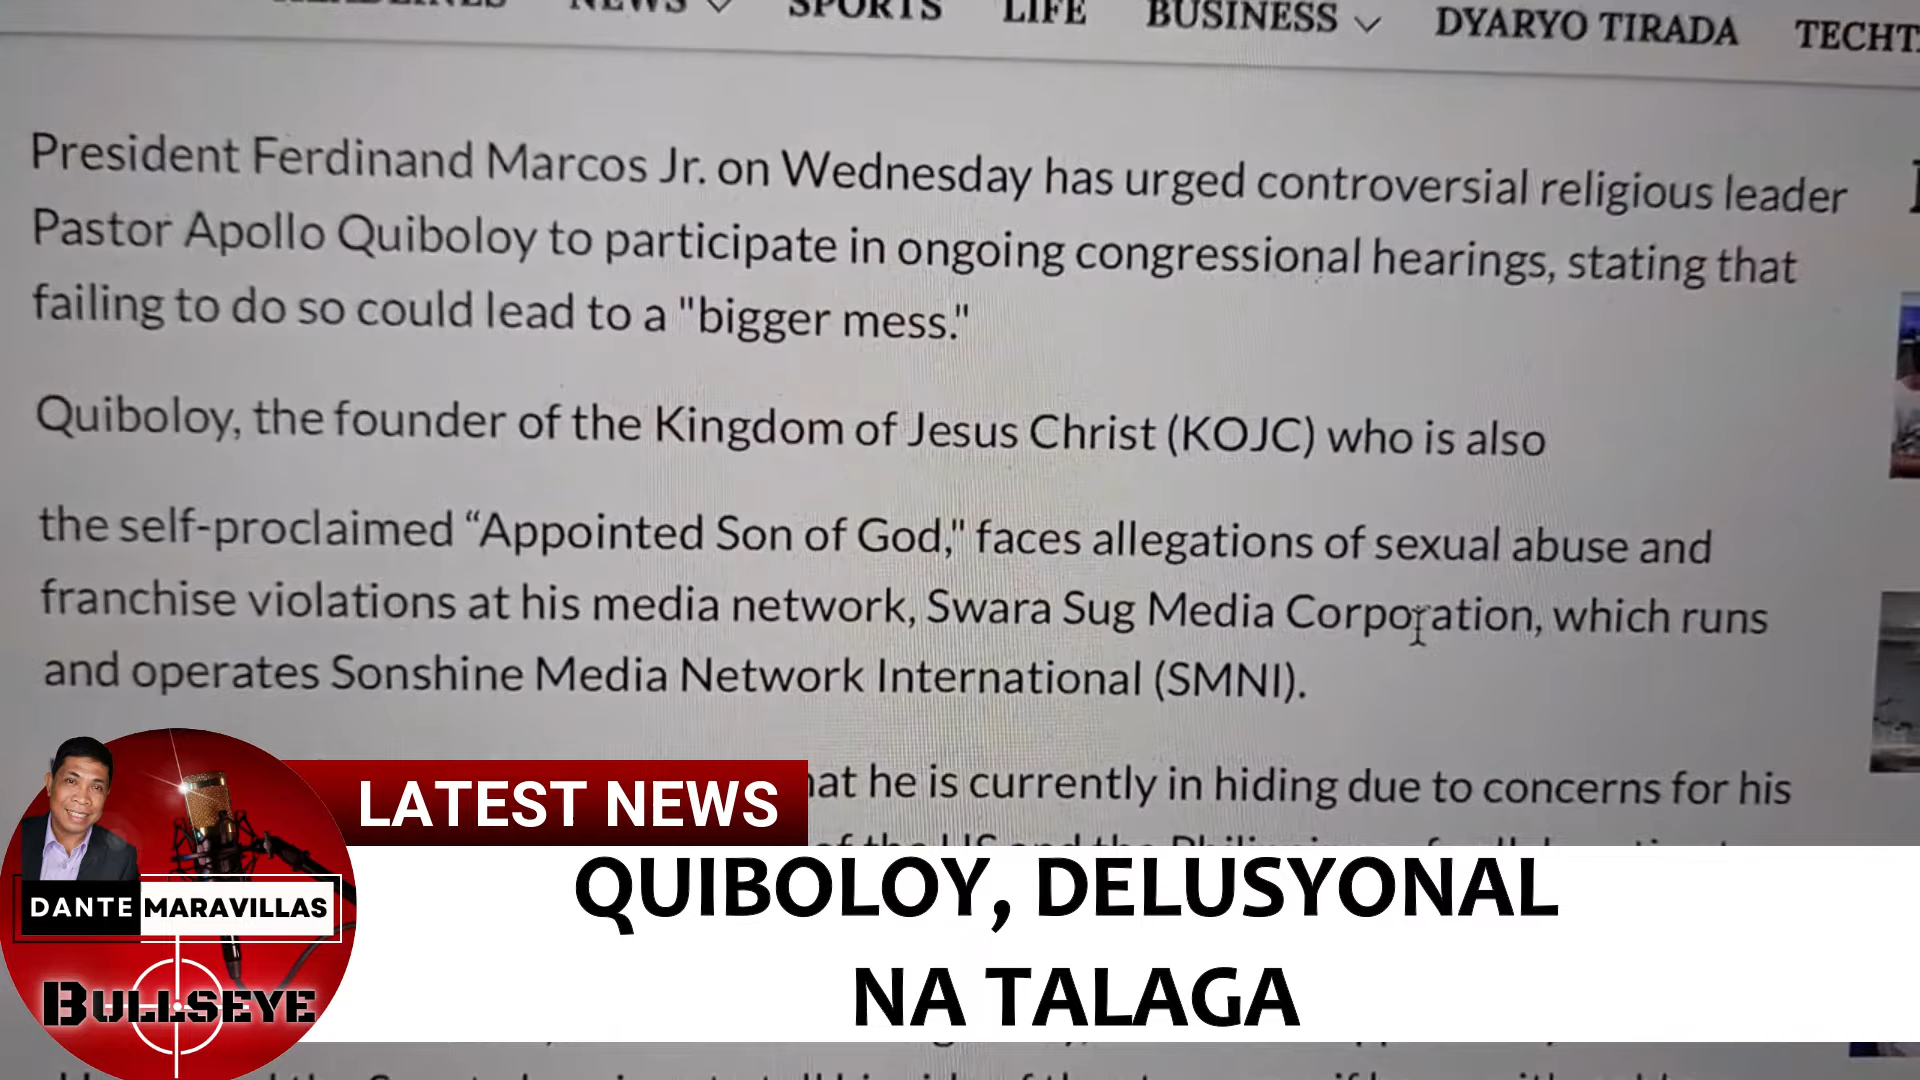 NEWS
SPORTS
LIFE
BUSINESS
DYARYO TIRADA
President Ferdinand Marcos Jr. on Wednesday has urged controversial religious leader
Pastor Apollo Quiboloy to participate in ongoing congressional hearings, stating that
failing to do so could lead to a "bigger mess."
Quiboloy, the founder of the Kingdom of Jesus Christ (KOJC) who is also
the self-proclaimed “Appointed Son of God," faces allegations of sexual abuse and
franchise violations at his media network, Swara Sug Media Corporation, which runs
and operates Sonshine Media Network International (SMNI).
he is currently in hiding due to concerns for his
LATEST NEWS
QUIBOLOY, DELUSYONAL
NA TALAGA
DANTE MARAVILLAS
BULLSEYE